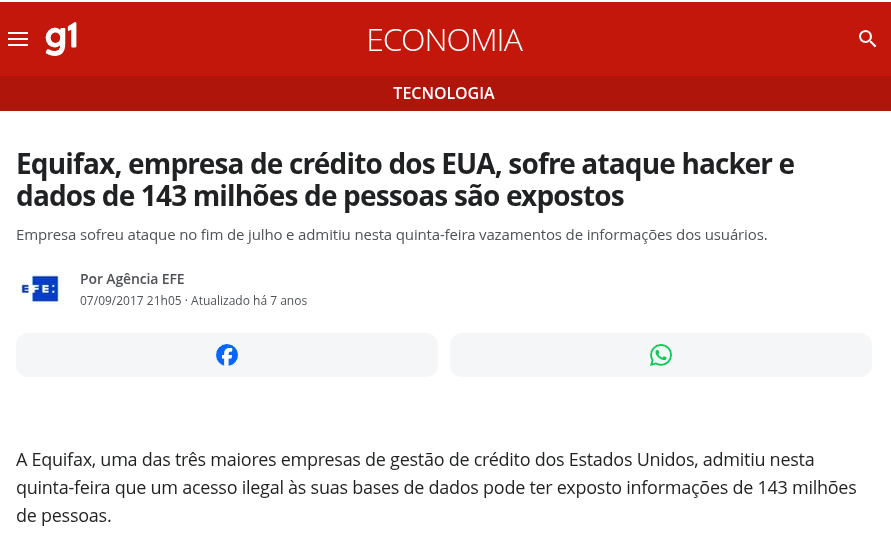 g1
ECONOMIA
TECNOLOGIA
Equifax, empresa de crédito dos EUA, sofre ataque hacker e
dados de 143 milhões de pessoas são expostos
Empresa sofreu ataque no fim de julho e admitiu nesta quinta-feira vazamentos de informações dos usuários.
EFE:
Por Agência EFE
07/09/2017 21h05 · Atualizado há 7 anos
A Equifax, uma das três maiores empresas de gestão de crédito dos Estados Unidos, admitiu nesta
quinta-feira que um acesso ilegal às suas bases de dados pode ter exposto informações de 143 milhões
de pessoas.